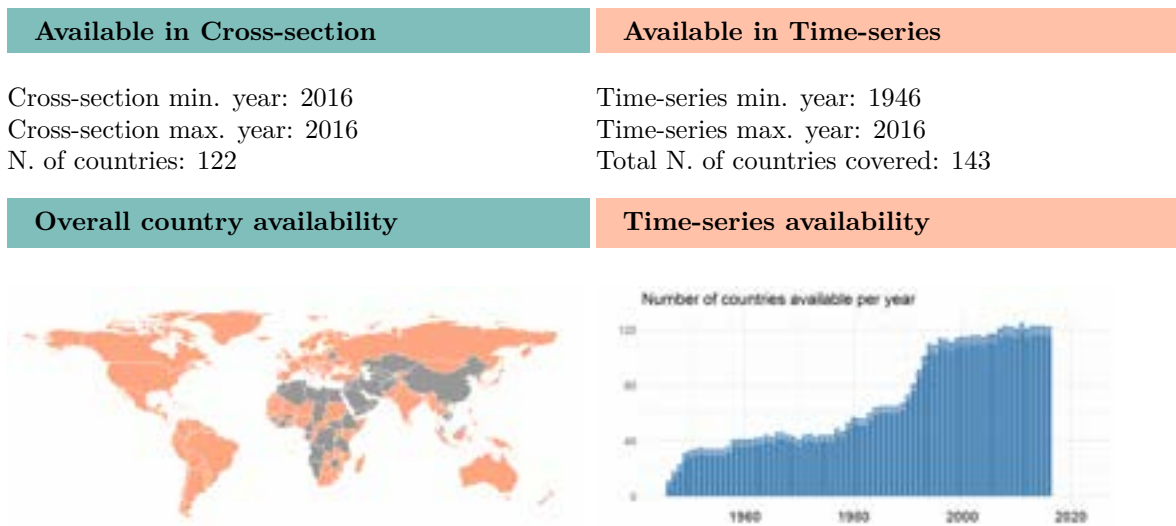 Available in Cross-section
Available in Time-series
Cross-section min. year: 2016
Cross-section max. year: 2016
N. of countries: 122
Time-series min. year: 1946
Time-series max. year: 2016
Total N. of countries covered: 143
Overall country availability
Time-series availability
Number of countries available per year
120
80
40
0
1960
1980
2000
2020